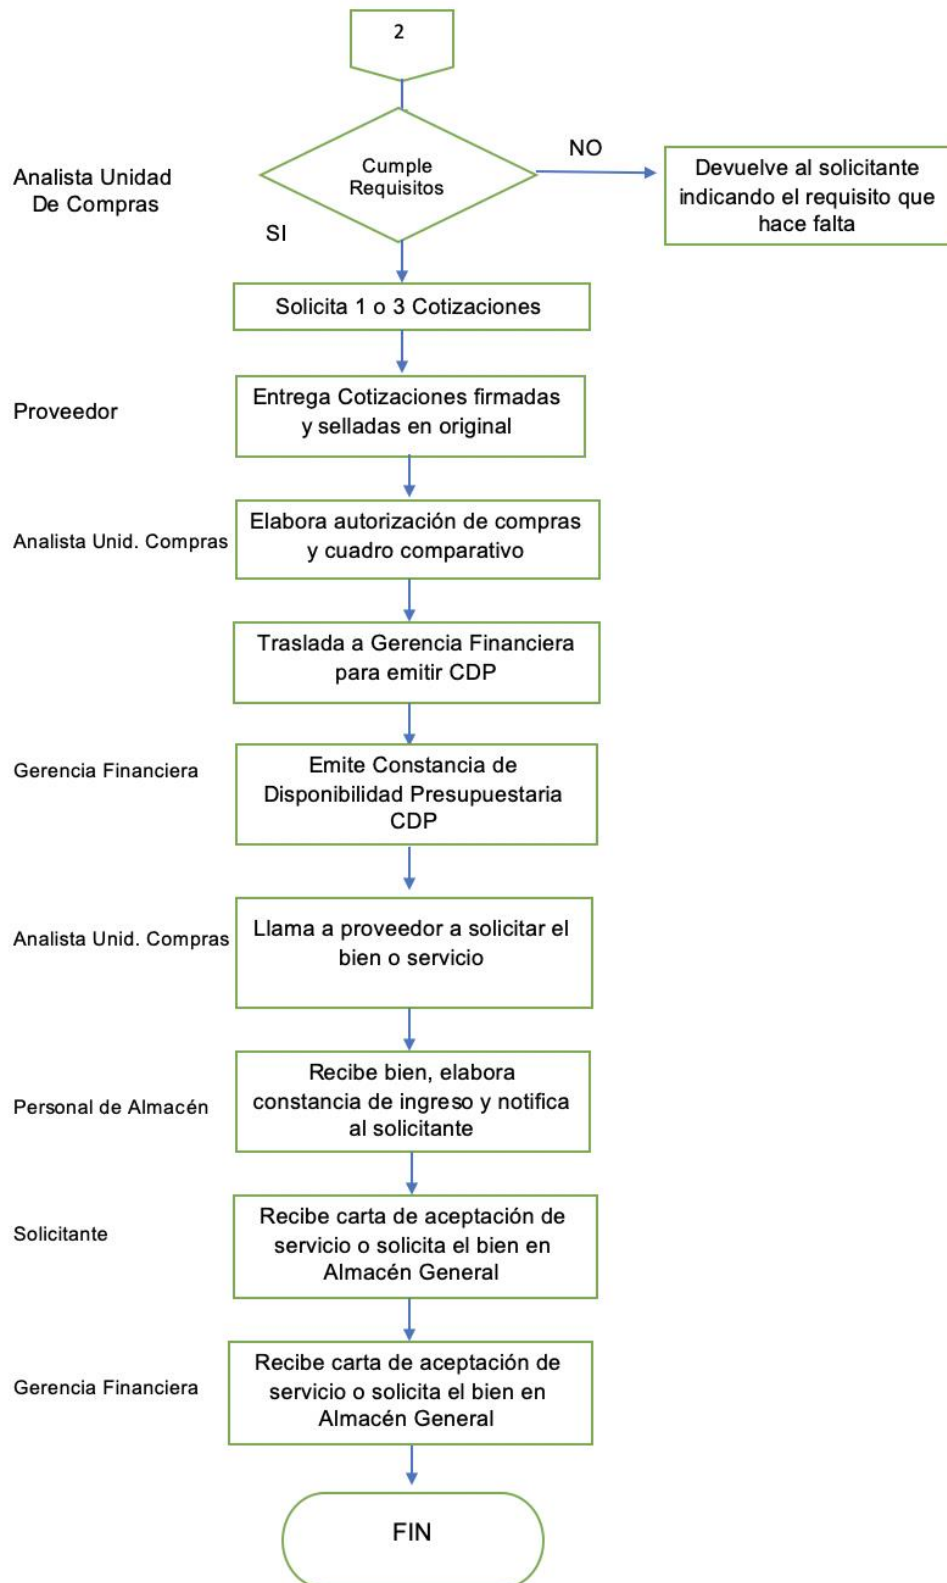 2
Cumple
Requisitos
NO
Devuelve al solicitante
indicando el requisito que
hace falta
Analista Unidad
De Compras
SI
Solicita 1 o 3 Cotizaciones
Proveedor
Entrega Cotizaciones firmadas
y selladas en original
Analista Unid. Compras
Elabora autorización de compras
y cuadro comparativo
Traslada a Gerencia Financiera
para emitir CDP
Gerencia Financiera
Emite Constancia de
Disponibilidad Presupuestaria
CDP
Analista Unid. Compras
Llama a proveedor a solicitar el
bien o servicio
Personal de Almacén
Recibe bien, elabora
constancia de ingreso y notifica
al solicitante
Solicitante
Recibe carta de aceptación de
servicio o solicita el bien en
Almacén General
Gerencia Financiera
Recibe carta de aceptación de
servicio o solicita el bien en
Almacén General
FIN